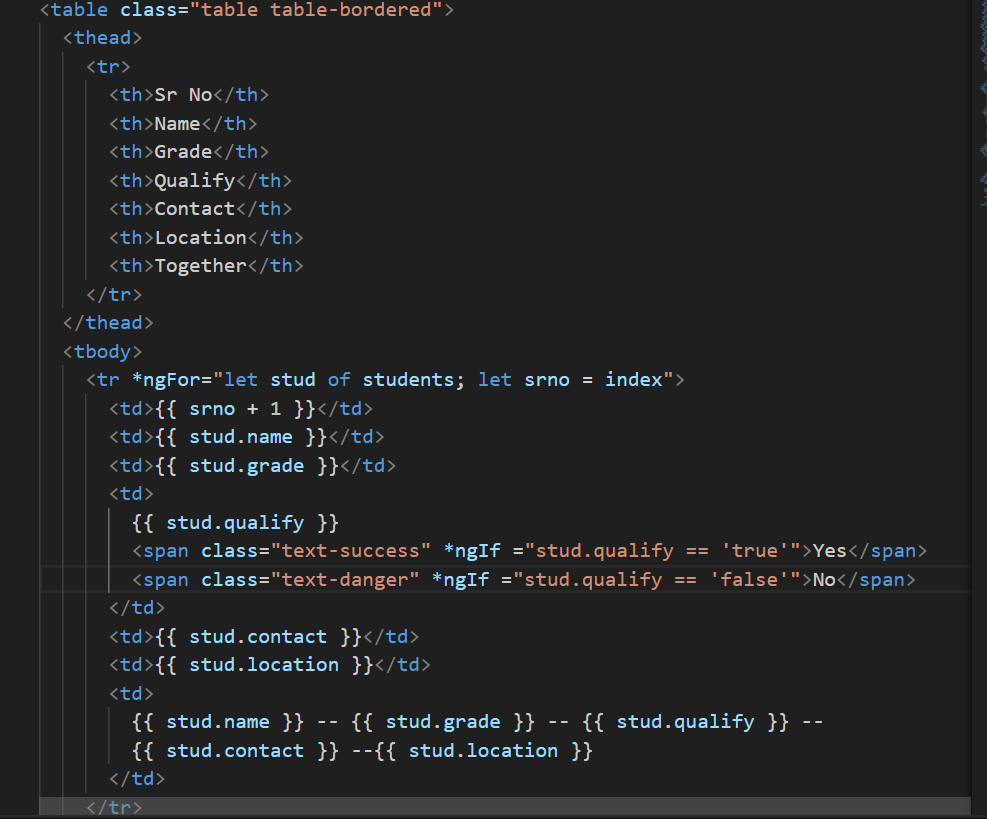 <table class="table table-bordered">
<thead>
<tr>
<th>Sr No</th>
<th>Name</th>
<th>Grade</th>
<th>Qualify</th>
<th>Contact</th>
<th>Location</th>
<th>Together</th>
</tr>
</thead>
<tbody>
<tr *ngFor="let stud of students; let srno = index">
<td>{{ srno + 1 }}</td>
<td>{{ stud.name }}</td>
<td>{{ stud.grade }}</td>
<td>
{{ stud.qualify }}
<span class="text-success" *ngIf ="stud.qualify == 'true'">Yes</span>
<span class="text-danger" *ngIf ="stud.qualify == 'false'">No</span>
</td>
<td>{{ stud.contact }}</td>
<td>{{ stud.location }}</td>
<td>
{{ stud.name }} -- {{ stud.grade }} -- {{ stud.qualify }} --
{{ stud.contact }} --{{ stud.location }}
</td>
</tr>